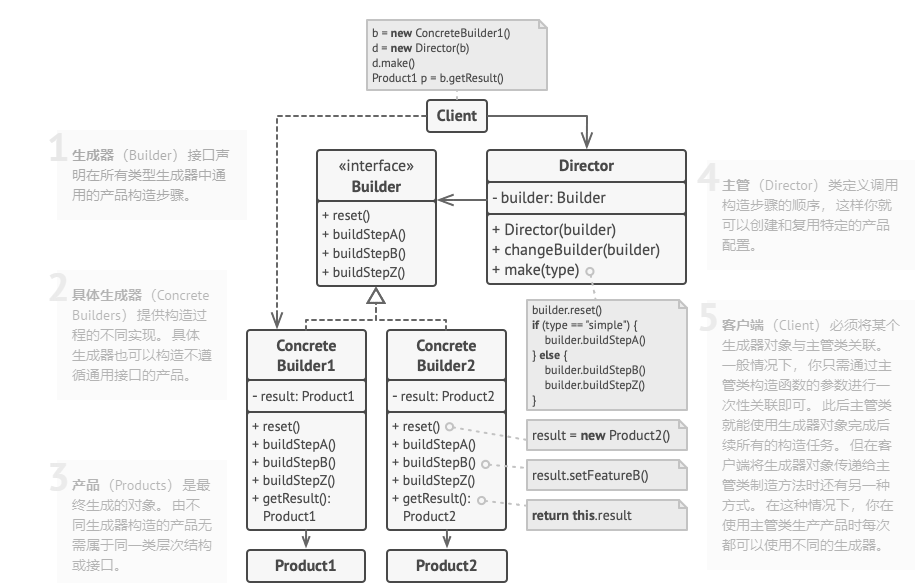 b = new ConcreteBuilder1()
d = new Director(b)
d.make()
Product1 p = b.getResult()
Client
1
生成器（Builder） 接口声
明在所有类型生成器中通
用的产品构造步骤。
«interface»
Builder
+ reset()
+ buildStepA()
+ buildStepB()
+ buildStepZ()
Director
- builder: Builder
+ Director(builder)
+ changeBuilder(builder)
+ make(type)
4
主管 （Director） 类定义调用
构造步骤的顺序， 这样你就
可以创建和复用特定的产品
配置。
2
具体生成器（Concrete
Builders） 提供构造过
程的不同实现。 具体
生成器也可以构造不遵
循通用接口的产品。
builder.reset()
if (type == "simple") {
builder.buildStepA()
} else {
builder.buildStepB()
builder.buildStepZ()
}
Concrete
Builder1
- result: Product1
+ reset()
+ buildStepA()
+ buildStepB()
+ buildStepZ()
+ getResult():
Product1
Concrete
Builder2
- result: Product2
+ reset()
+ buildStepA()
+ buildStepB()
+ buildStepZ()
+ getResult():
Product2
result = new Product2()
result.setFeatureB()
return this.result
5
客户端（Client） 必须将某个
生成器对象与主管类关联。
一般情况下， 你只需通过主
管类构造函数的参数进行一
次性关联即可。 此后主管类
就能使用生成器对象完成后
续所有的构造任务。 但在客
户端将生成器对象传递给主
管类制造方法时还有另一种
方式。 在这种情况下， 你在
使用主管类生产产品时每次
都可以使用不同的生成器。
3
产品（Products） 是最
终生成的对象。 由不
同生成器构造的产品无
需属于同一类层次结构
或接口。
Product1
Product2